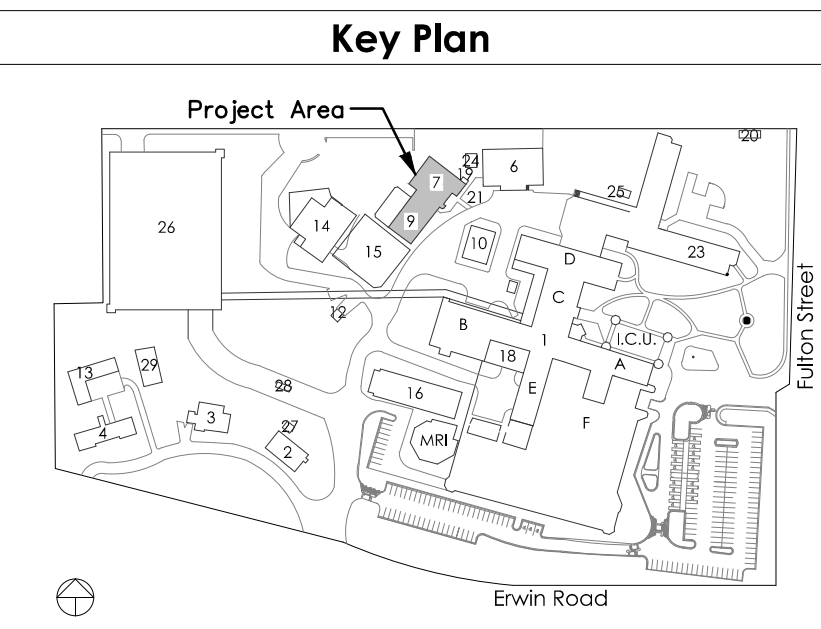 Key Plan
Project Area
20
24
6
19
7
25
21
9
14
26
10
15
23
D
C
12
B
I.C.U.
1
18
A
Fulton Street
29
13
28
16
E
3
F
27
4
MRI
2
Erwin Road